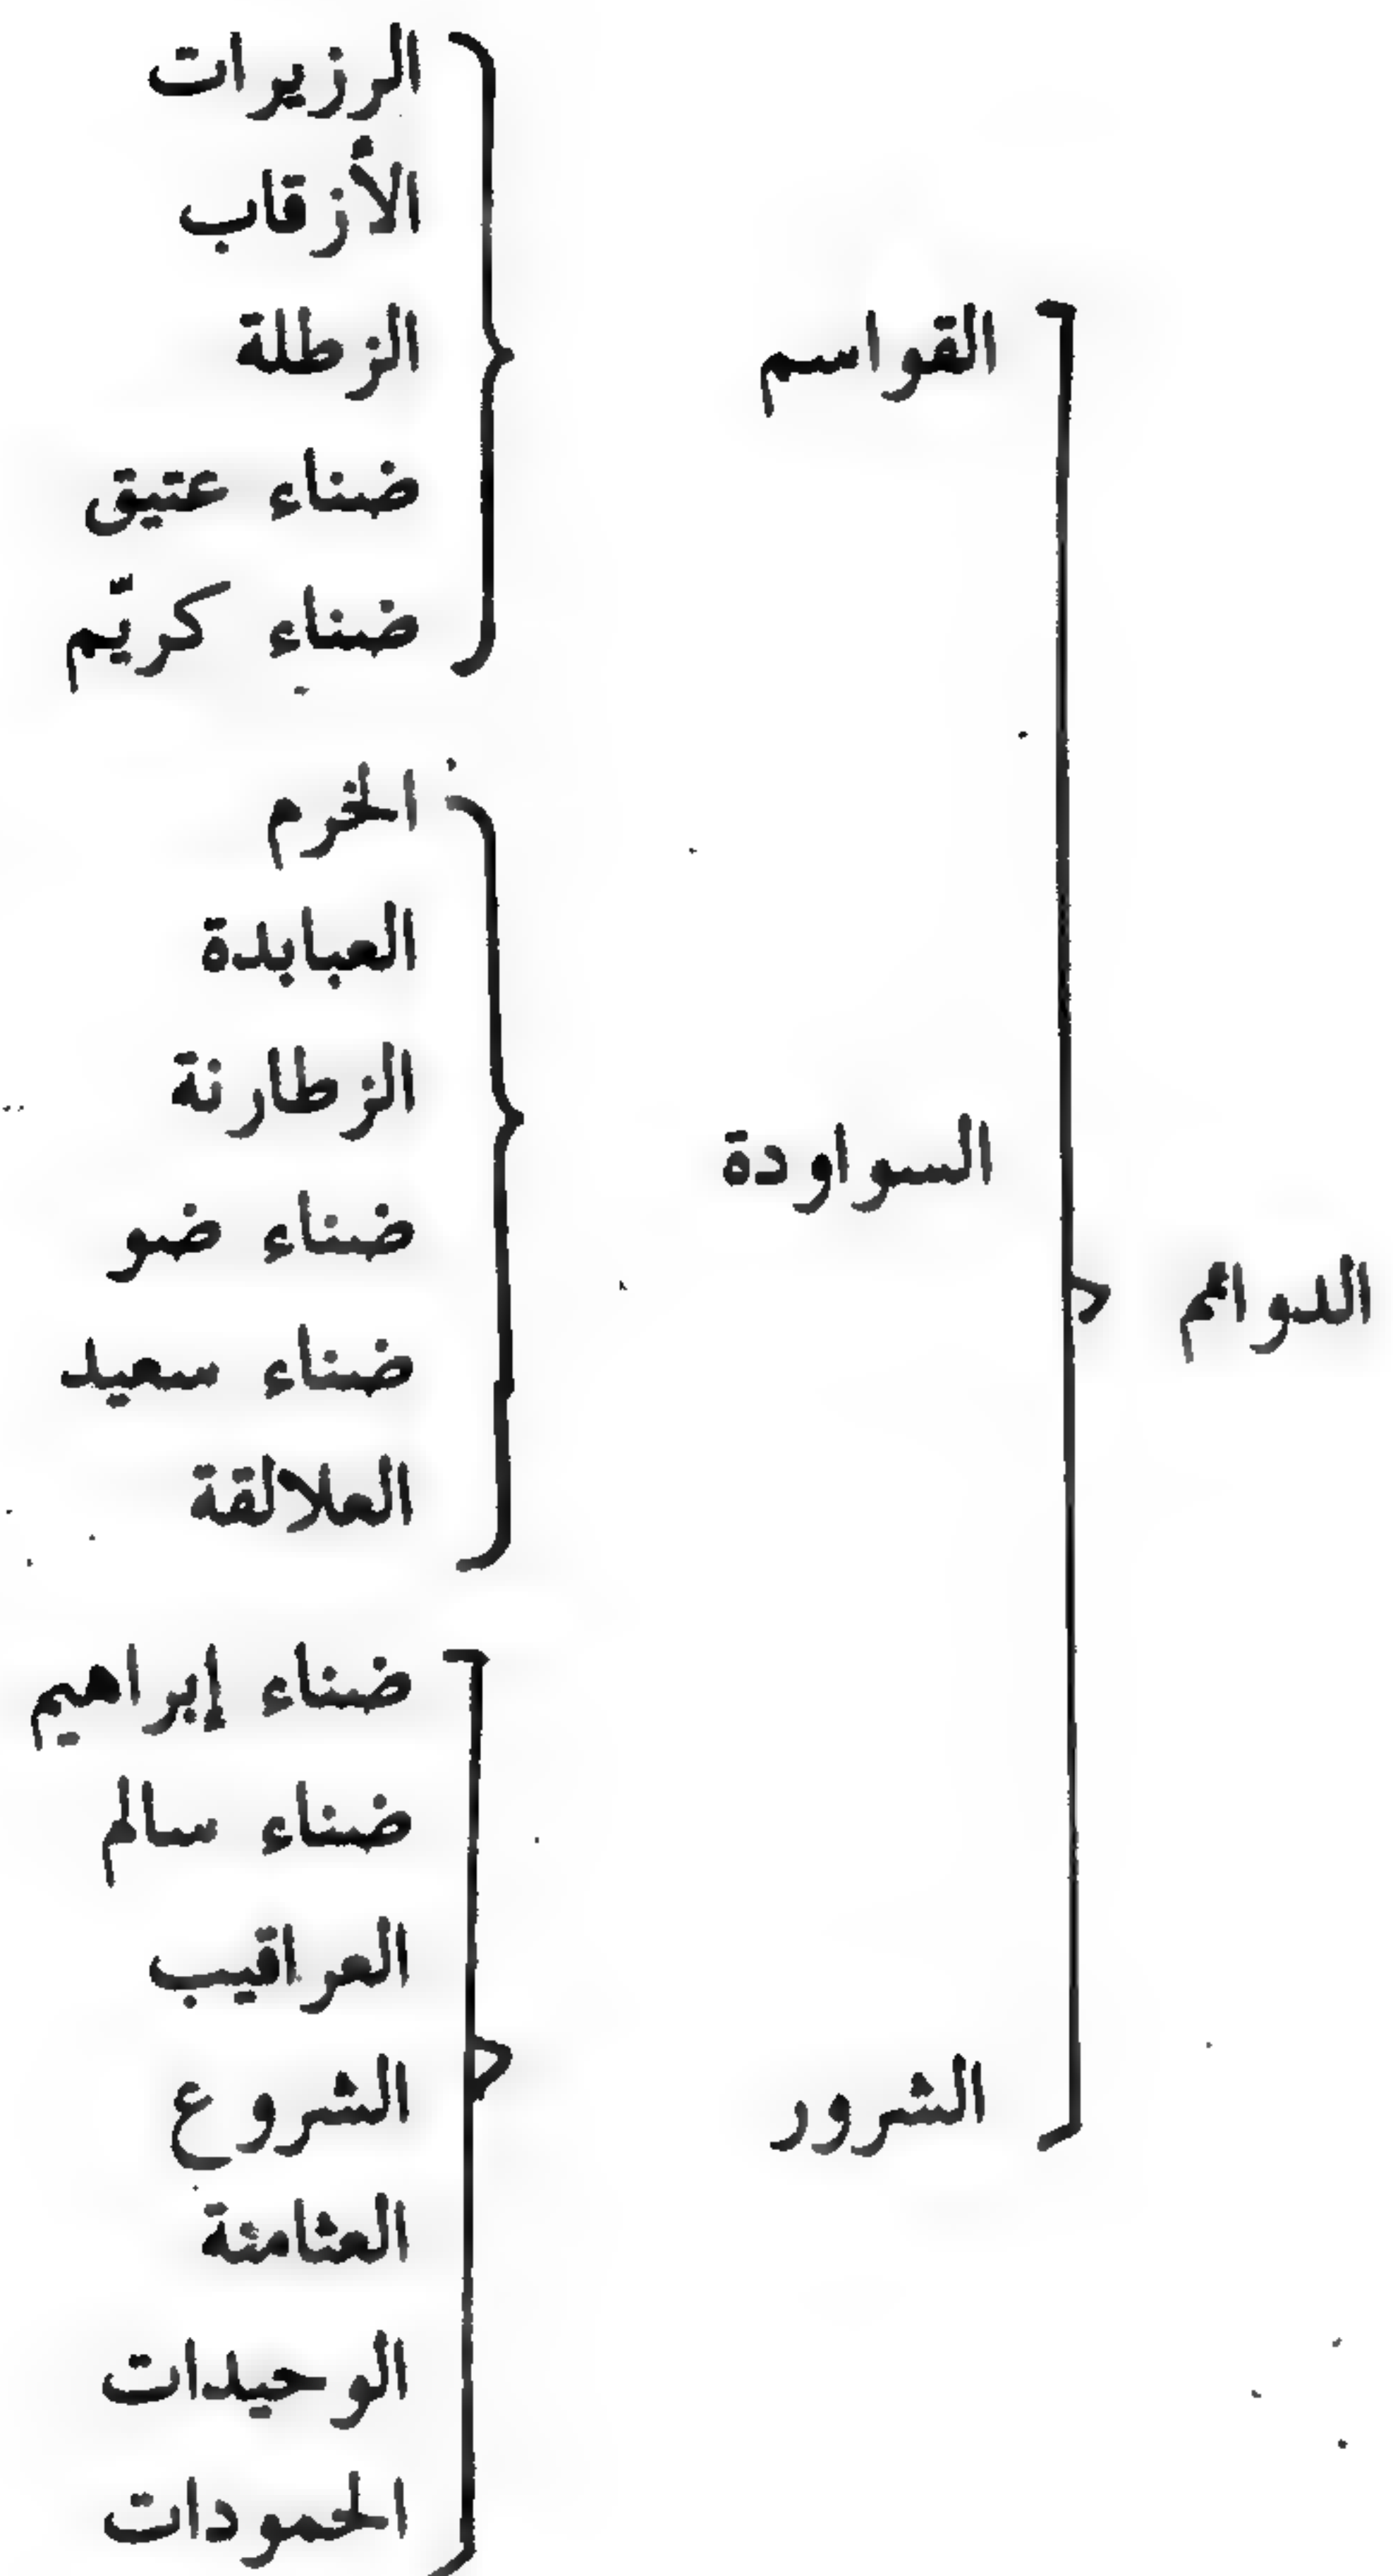 الدوائم
القواسم
الرزيرات
الأزقاب
الزطلة
ضناء عتيق
ضناء كريّم
السواودة
الخرم
العبابدة
الزطارنة
ضناء ضو
ضناء سعيد
العلالقة
الشرور
ضناء إبراهيم
ضناء سالم
العراقيب
الشروع
العثامنة
الوحيدات
الحمودات